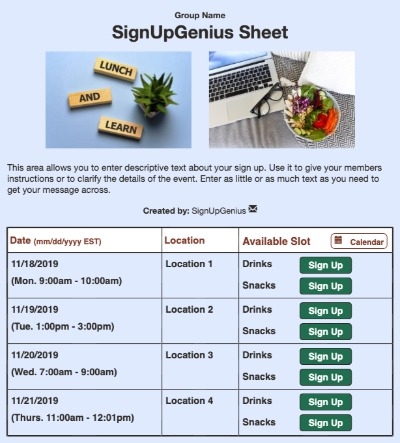 Group Name
SignUpGenius Sheet
LUNCH
AND
LEARN
This area allows you to enter descriptive text about your sign up. Use it to give your members
instructions or to clarify the details of the event. Enter as little or as much text as you need to
get your message across.
Created by: SignUpGenius
Date (mm/dd/yyyy EST) Location Available Slot Calendar
11/18/2019 Location 1 Drinks Sign Up
(Mon. 9:00am - 10:00am) Snacks Sign Up
11/19/2019 Location 2 Drinks Sign Up
(Tue. 1:00pm - 3:00pm) Snacks Sign Up
11/20/2019 Location 3 Drinks Sign Up
(Wed. 7:00am - 9:00am) Snacks Sign Up
11/21/2019 Location 4 Drinks Sign Up
(Thurs. 11:00am - 12:01pm) Snacks Sign Up